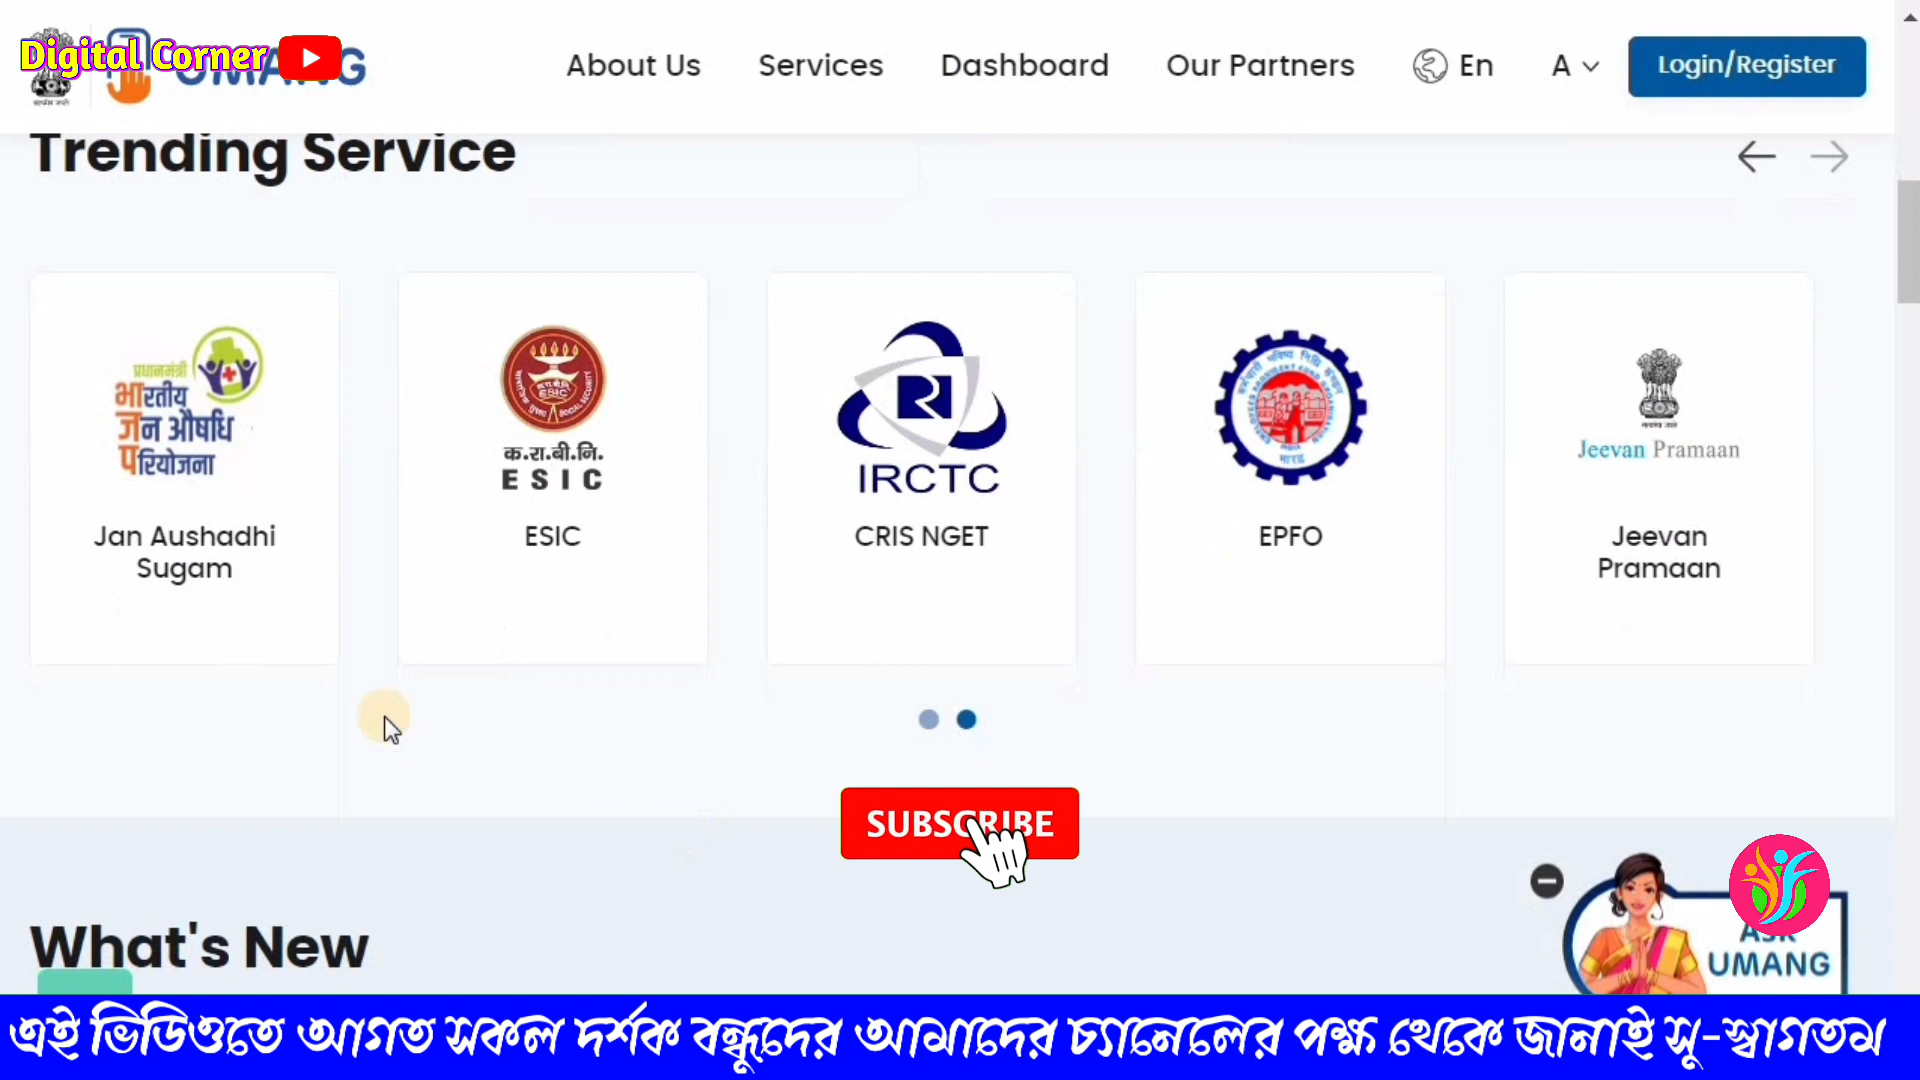 Digital Corner
UMANG
About Us
Services
Dashboard
Our Partners
En
A
Login/Register
Trending Service
प्रधानमंत्री
भारतीय
जन औषधि
परियोजना
Jan Aushadhi
Sugam
क.रा.बी.नि.
ESIC
ESIC
IRCTC
CRIS NGET
EPFO
Jeevan Pramaan
Jeevan
Pramaan
SUBSCRIBE
What's New
ASK
UMANG
এই ভিডিওতে আগত সকল দর্শক বন্ধুদের আমাদের চ্যানেলের পক্ষ থেকে জানাই সূ-স্বাগতম